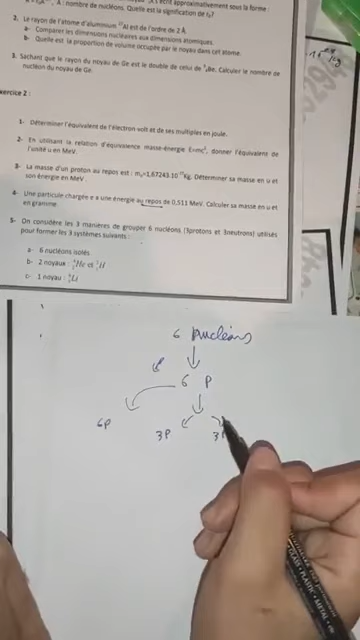 A : nombre de nucléons. Quelle est la signification de r₀?
2. Le rayon de l'atome d'aluminium ²⁷Al est de l'ordre de 2 Å.
a- Comparer les dimensions nucléaires aux dimensions atomiques.
b- Quelle est la proportion de volume occupée par le noyau dans cet atome.
3. Sachant que le rayon du noyau de Ge est le double de celui de ⁹₄Be. Calculer le nombre de
nucléon du noyau de Ge.
exercice 2 :
1- Déterminer l'équivalent de l'électron-volt et de ses multiples en joule.
2- En utilisant la relation d'équivalence masse-énergie E=mc², donner l'équivalent de
l'unité u en MeV.
3- La masse d'un proton au repos est : mₚ=1,67243.10⁻²⁷Kg. Déterminer sa masse en u et
son énergie en MeV.
4- Une particule chargée e a une énergie au repos de 0,511 MeV. Calculer sa masse en u et
en gramme.
5- On considère les 3 manières de grouper 6 nucléons (3protons et 3neutrons) utilisés
pour former les 3 systèmes suivants :
a- 6 nucléons isolés
b- 2 noyaux : ⁴₂He et ²₁H
c- 1 noyau : ⁶₃Li
6 nucléons
6 P
6P 3P 3